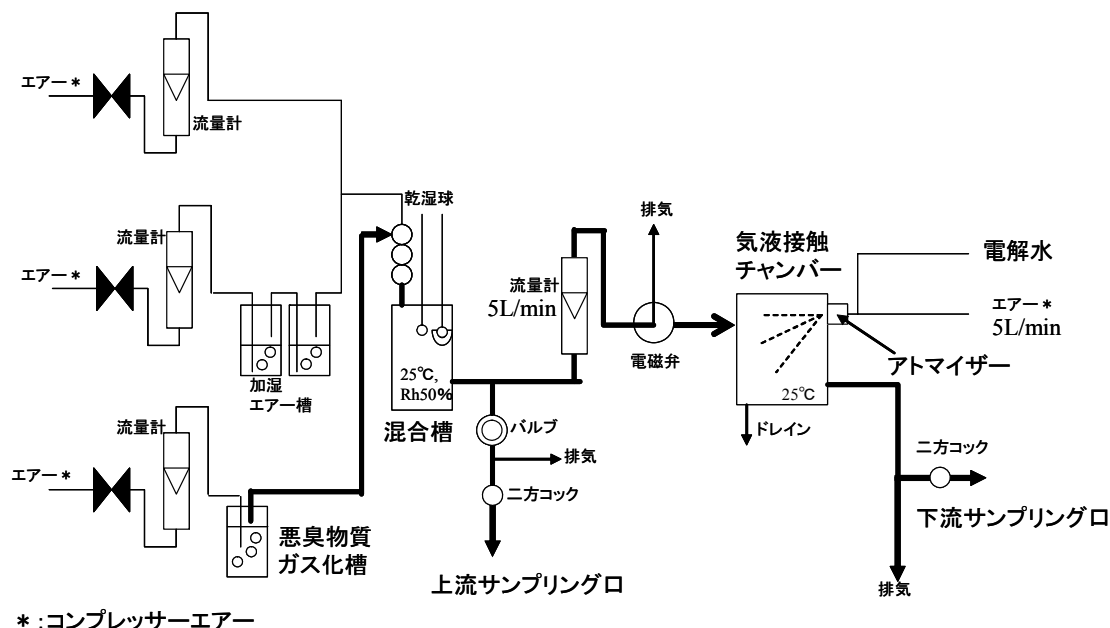 エアー*
流量計
乾湿球
流量計
エアー*
加湿
エアー槽
25℃,
Rh50%
混合槽
流量計
エアー*
悪臭物質
ガス化槽
流量計
5L/min
排気
電磁弁
バルブ
排気
二方コック
上流サンプリング口
気液接触
チャンバー
電解水
エアー*
5L/min
アトマイザー
25℃
ドレイン
二方コック
下流サンプリング口
排気
*:コンプレッサーエアー